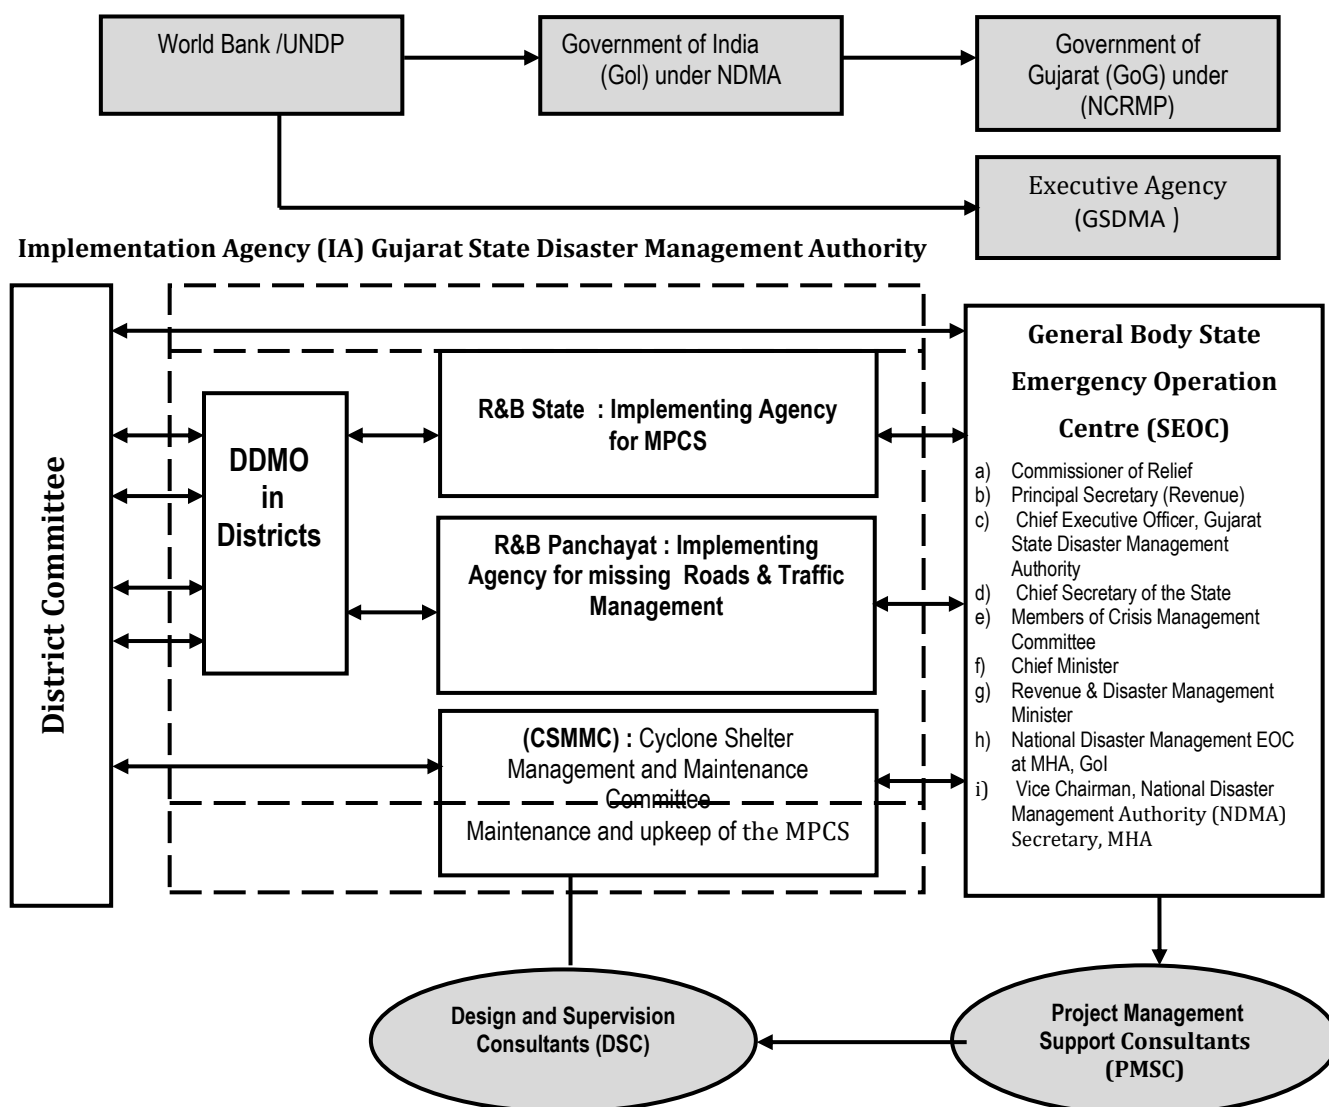 World Bank /UNDP
Government of India
(GoI) under NDMA
Government of
Gujarat (GoG) under
(NCRMP)
Executive Agency
(GSDMA )
Implementation Agency (IA) Gujarat State Disaster Management Authority
District Committee
DDMO
in
Districts
R&B State : Implementing Agency
for MPCS
R&B Panchayat : Implementing
Agency for missing Roads & Traffic
Management
(CSMMC) : Cyclone Shelter
Management and Maintenance
Committee
Maintenance and upkeep of the MPCS
General Body State
Emergency Operation
Centre (SEOC)
a) Commissioner of Relief
b) Principal Secretary (Revenue)
c) Chief Executive Officer, Gujarat
State Disaster Management
Authority
d) Chief Secretary of the State
e) Members of Crisis Management
Committee
f) Chief Minister
g) Revenue & Disaster Management
Minister
h) National Disaster Management EOC
at MHA, GoI
i) Vice Chairman, National Disaster
Management Authority (NDMA)
Secretary, MHA
Design and Supervision
Consultants (DSC)
Project Management
Support Consultants
(PMSC)